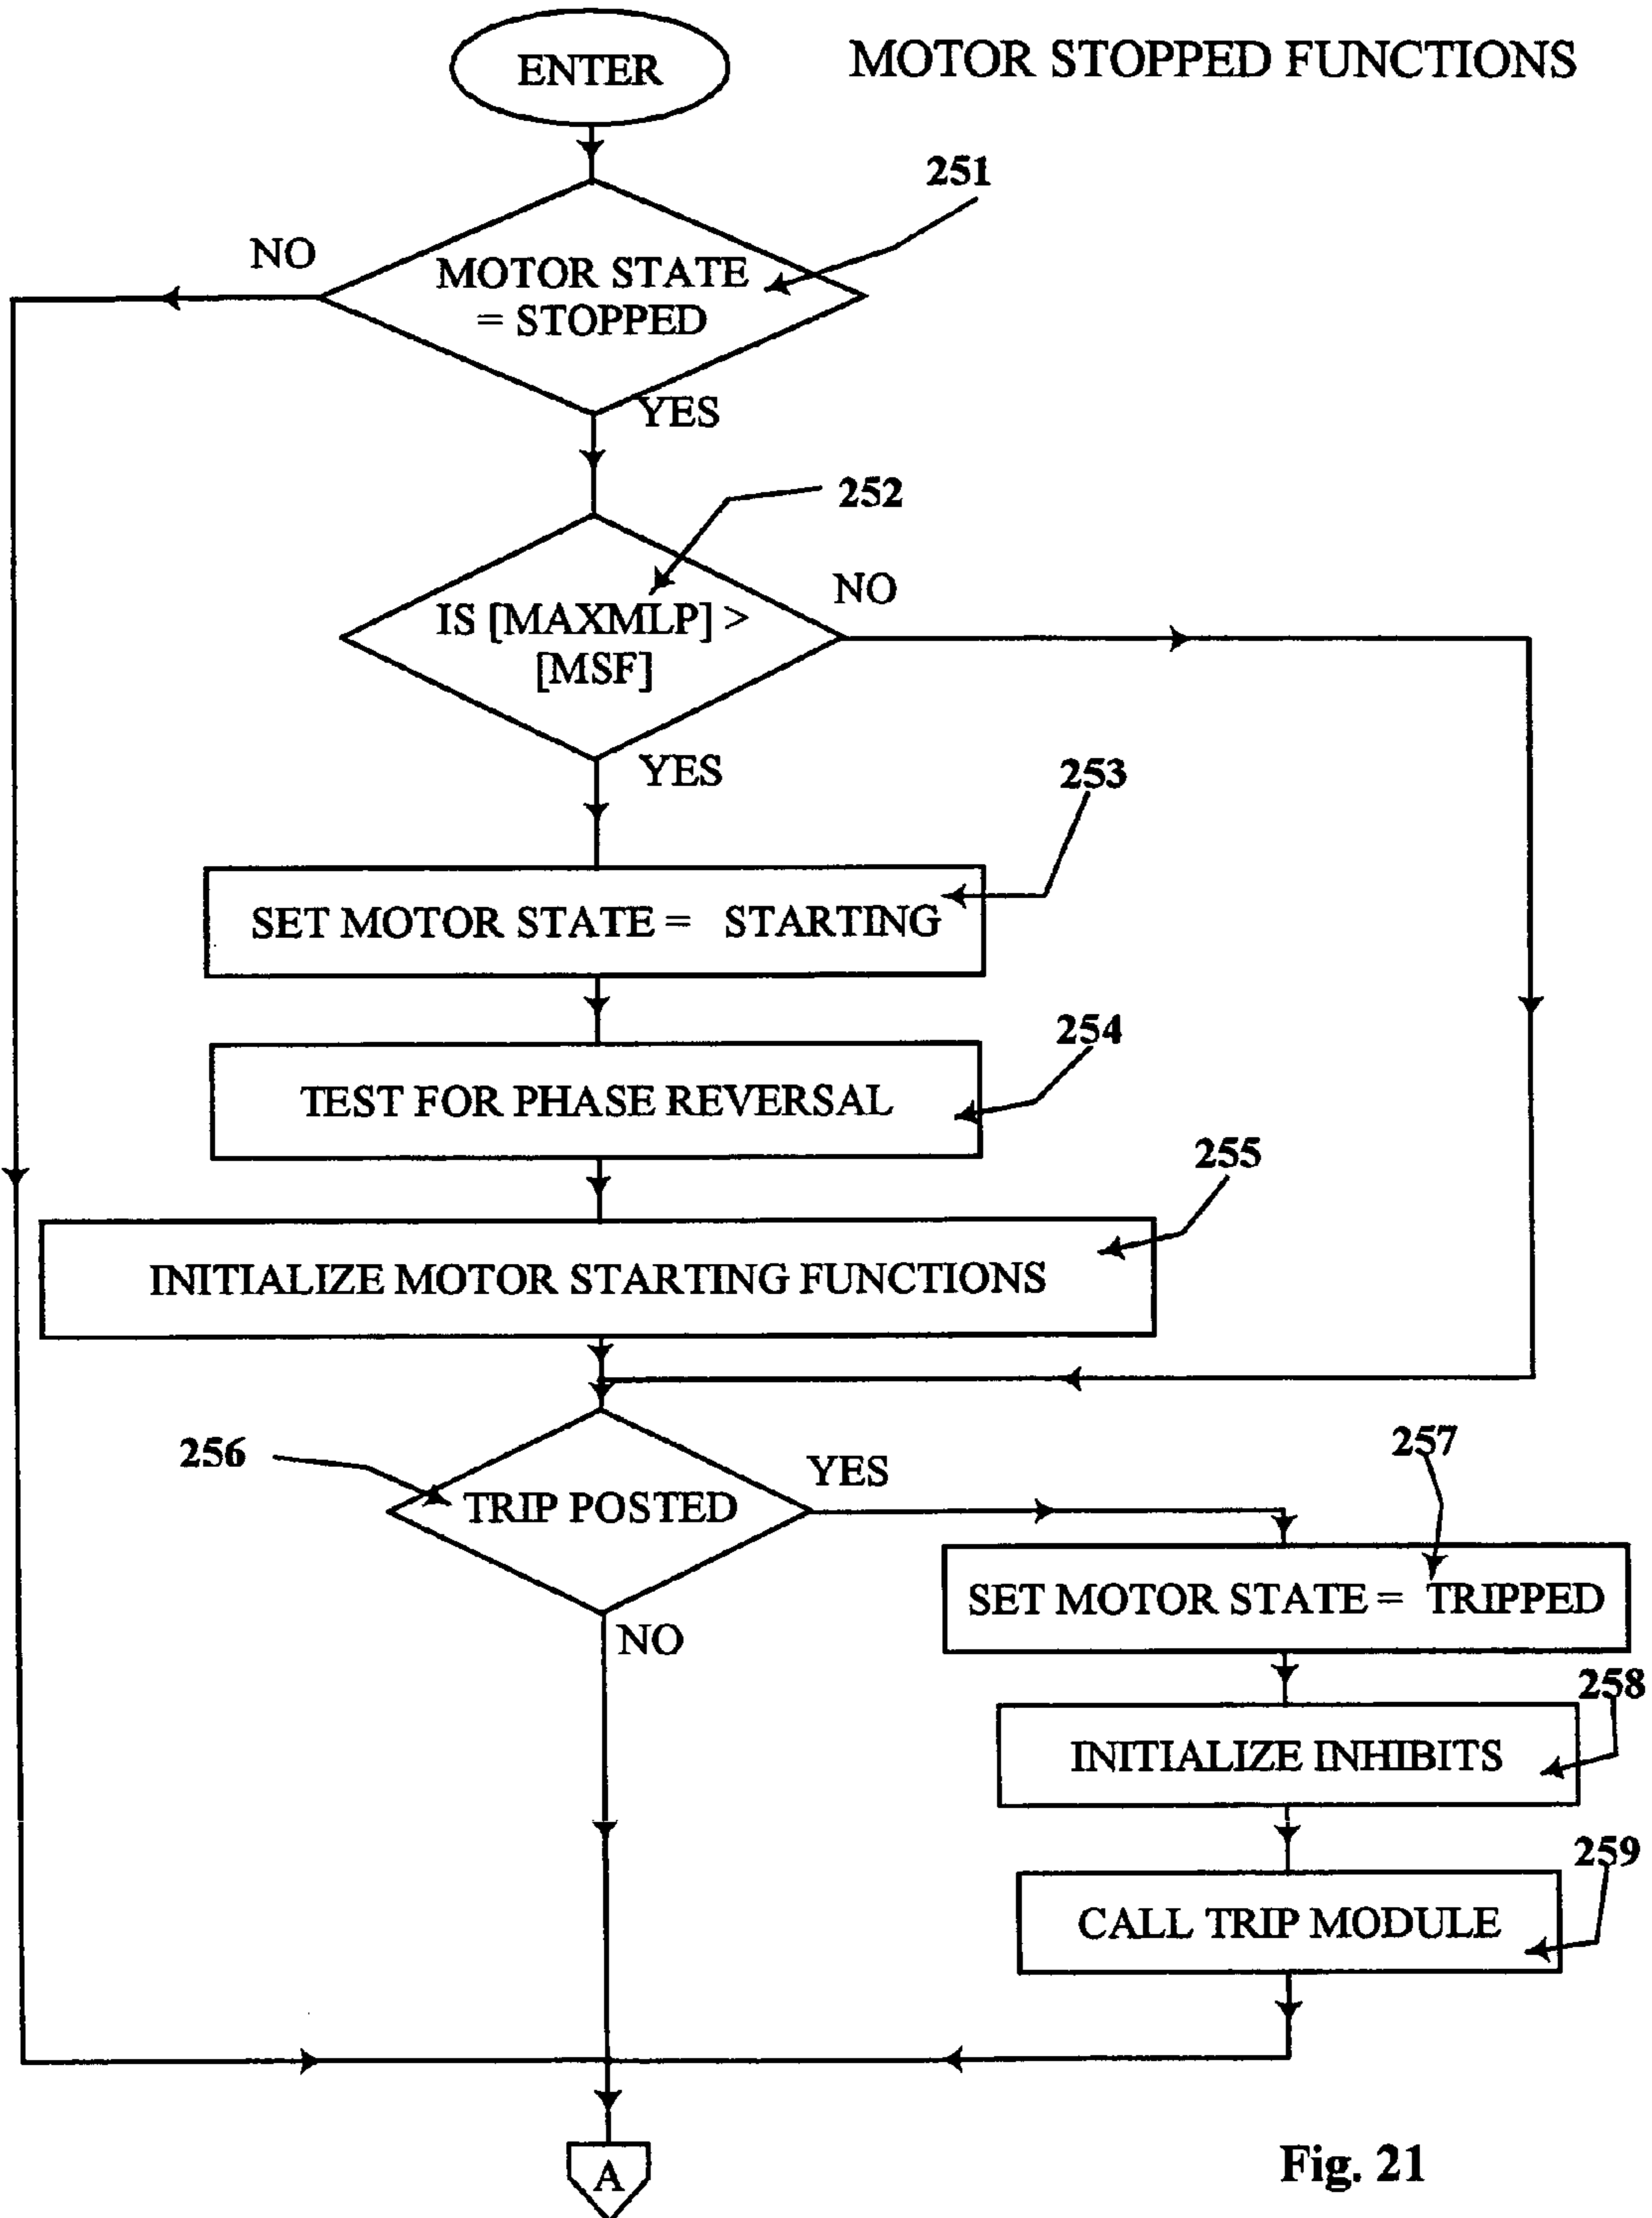 ENTER
MOTOR STOPPED FUNCTIONS
251
NO
MOTOR STATE
= STOPPED
YES
252
NO
IS [MAXMLP] >
[MSF]
YES
253
SET MOTOR STATE = STARTING
254
TEST FOR PHASE REVERSAL
255
INITIALIZE MOTOR STARTING FUNCTIONS
256
TRIP POSTED
YES
257
SET MOTOR STATE = TRIPPED
NO
258
INITIALIZE INHIBITS
259
CALL TRIP MODULE
A
Fig. 21